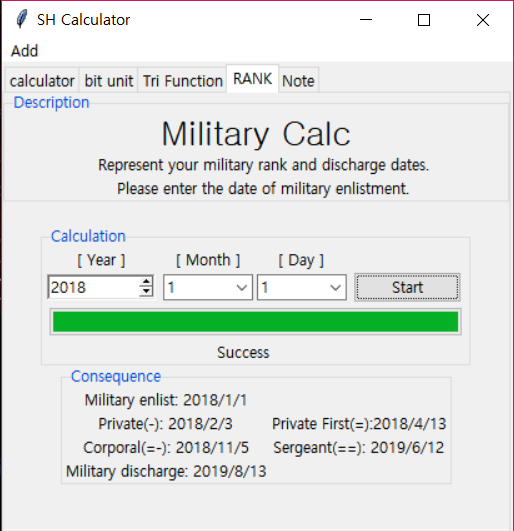 SH Calculator
Add
calculator bit unit Tri Function RANK Note
Description
Military Calc
Represent your military rank and discharge dates.
Please enter the date of military enlistment.
Calculation
[ Year ] [ Month ] [ Day ]
2018 1 1 Start
Success
Consequence
Military enlist: 2018/1/1
Private(-): 2018/2/3 Private First(=):2018/4/13
Corporal(=-): 2018/11/5 Sergeant(==): 2019/6/12
Military discharge: 2019/8/13